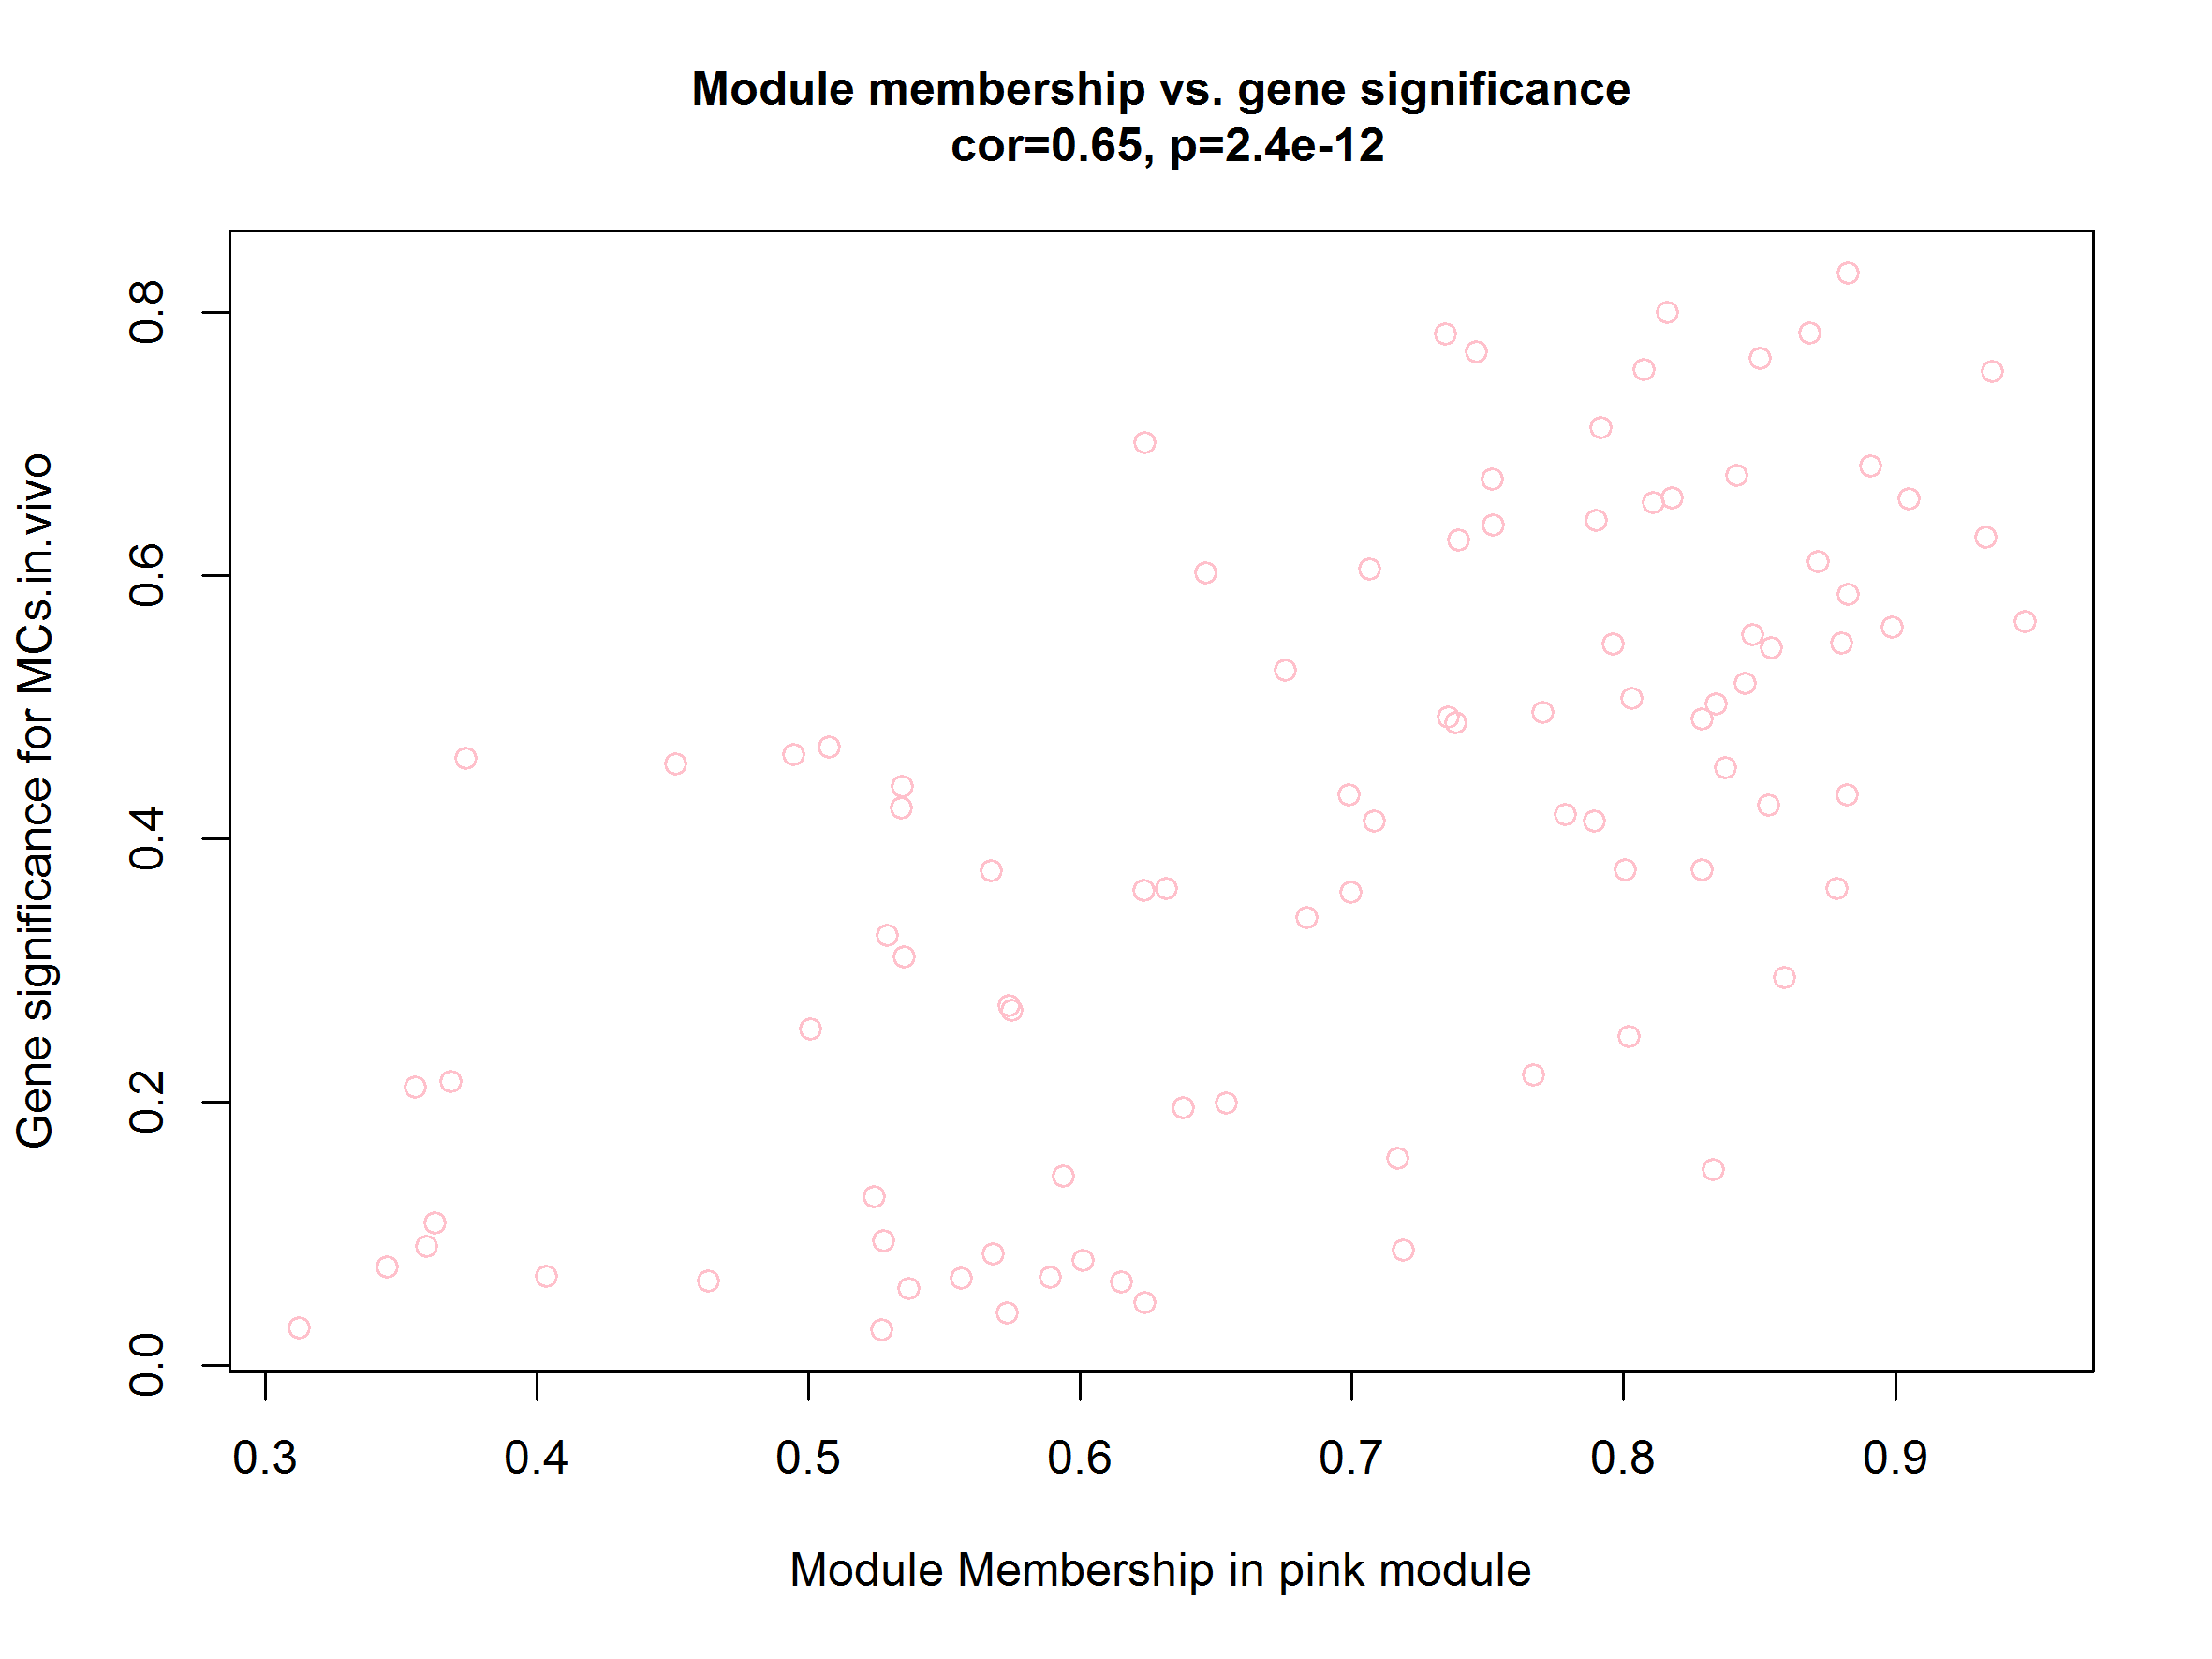 Module membership vs. gene significance
cor=0.65, p=2.4e-12
Gene significance for MCs.in.vivo
0.8
0.6
0.4
0.2
0.0
0.3 0.4 0.5 0.6 0.7 0.8 0.9
Module Membership in pink module